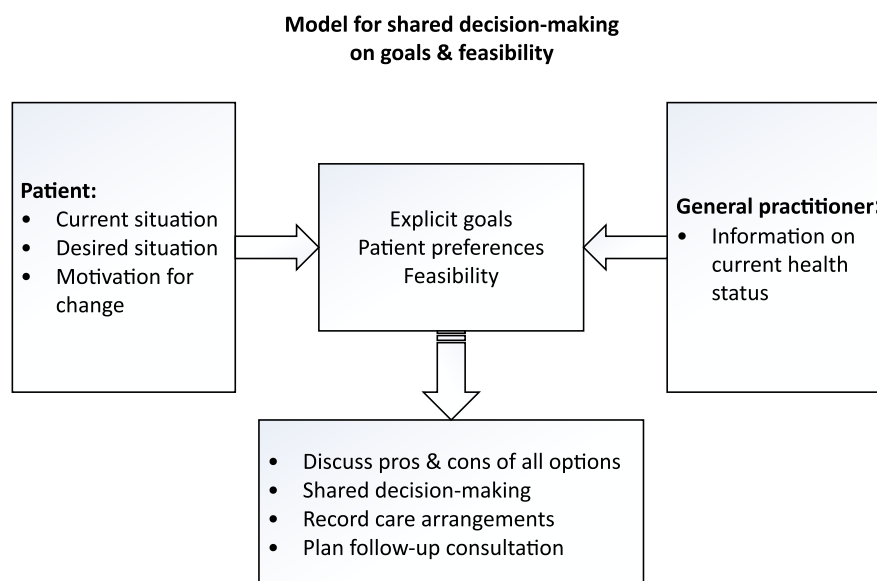 Model for shared decision-making
on goals & feasibility
Patient:
• Current situation
• Desired situation
• Motivation for
change
Explicit goals
Patient preferences
Feasibility
General practitioner:
• Information on
current health
status
• Discuss pros & cons of all options
• Shared decision-making
• Record care arrangements
• Plan follow-up consultation